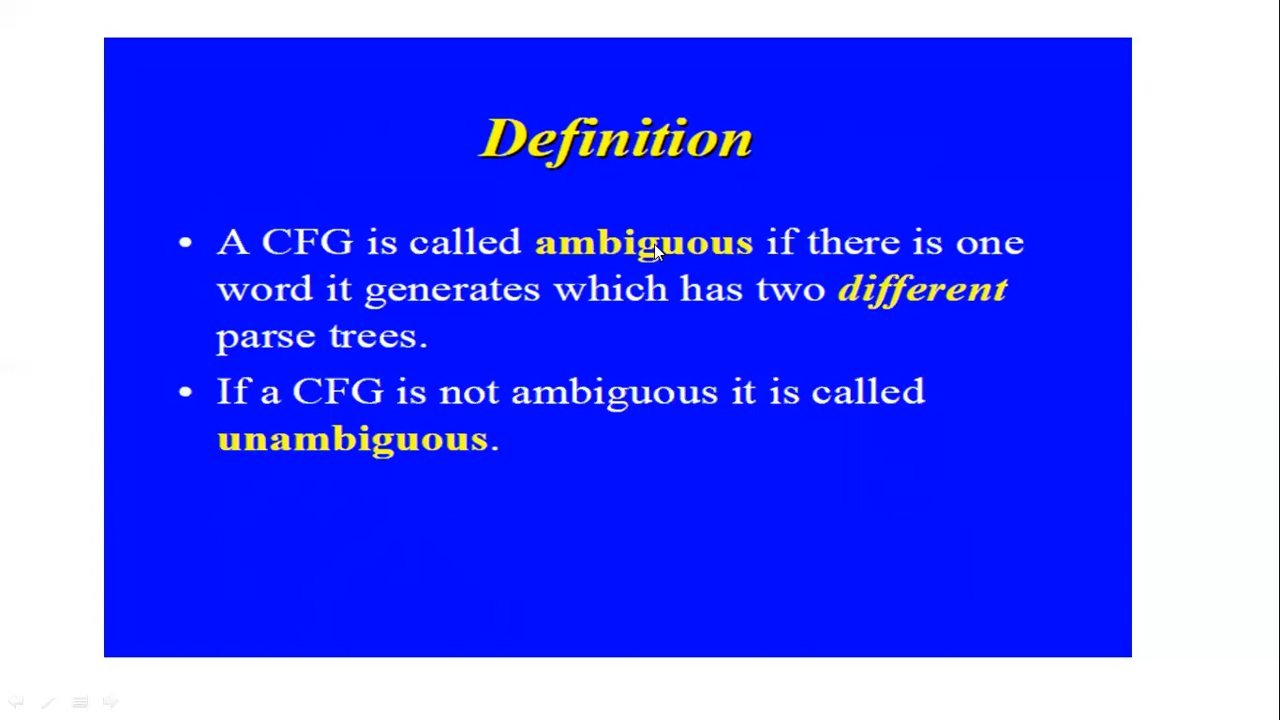 Definition
• A CFG is called ambiguous if there is one
word it generates which has two different
parse trees.
• If a CFG is not ambiguous it is called
unambiguous.